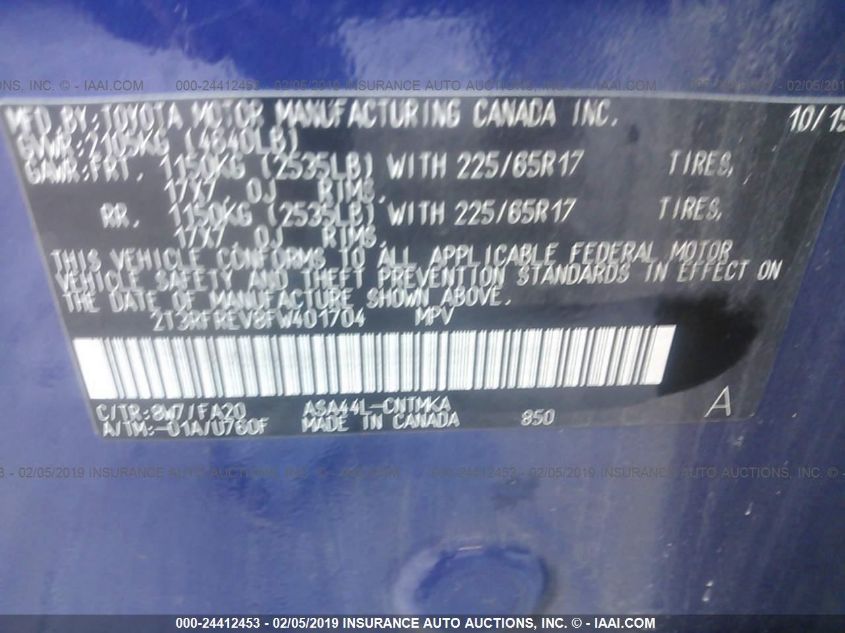 ANCE AUCTIONS, INC. - IAAI.COM 000-24412453 - 02/05/2019 INSURANCE AUTO AUCTIONS, INC. - IAAI.COM 000-24412453 - 02/05/2019 INSURA
MFD BY:TOYOTA MOTOR MANUFACTURING CANADA INC. 10/15
GVWR:2105KG (4640LB)
GAWR:FRT. 1150KG (2535LB) WITH 225/65R17 TIRES,
17X7.0J RIMS,
RR. 1150KG (2535LB) WITH 225/65R17 TIRES,
17X7.0J RIMS,
THIS VEHICLE CONFORMS TO ALL APPLICABLE FEDERAL MOTOR
VEHICLE SAFETY AND THEFT PREVENTION STANDARDS IN EFFECT ON
THE DATE OF MANUFACTURE SHOWN ABOVE.
2T3RFREV8FW401704 MPV
C/TR:8W7/FA20 ASA44L-CNTMKA
A/TM:-01A/U760F MADE IN CANADA 850 A
000-24412453 - 02/05/2019 INSURANCE AUTO AUCTIONS, INC. - IAAI.COM
000-24412453 - 02/05/2019 INSURANCE AUTO AUCTIONS, INC. - IAAI.COM